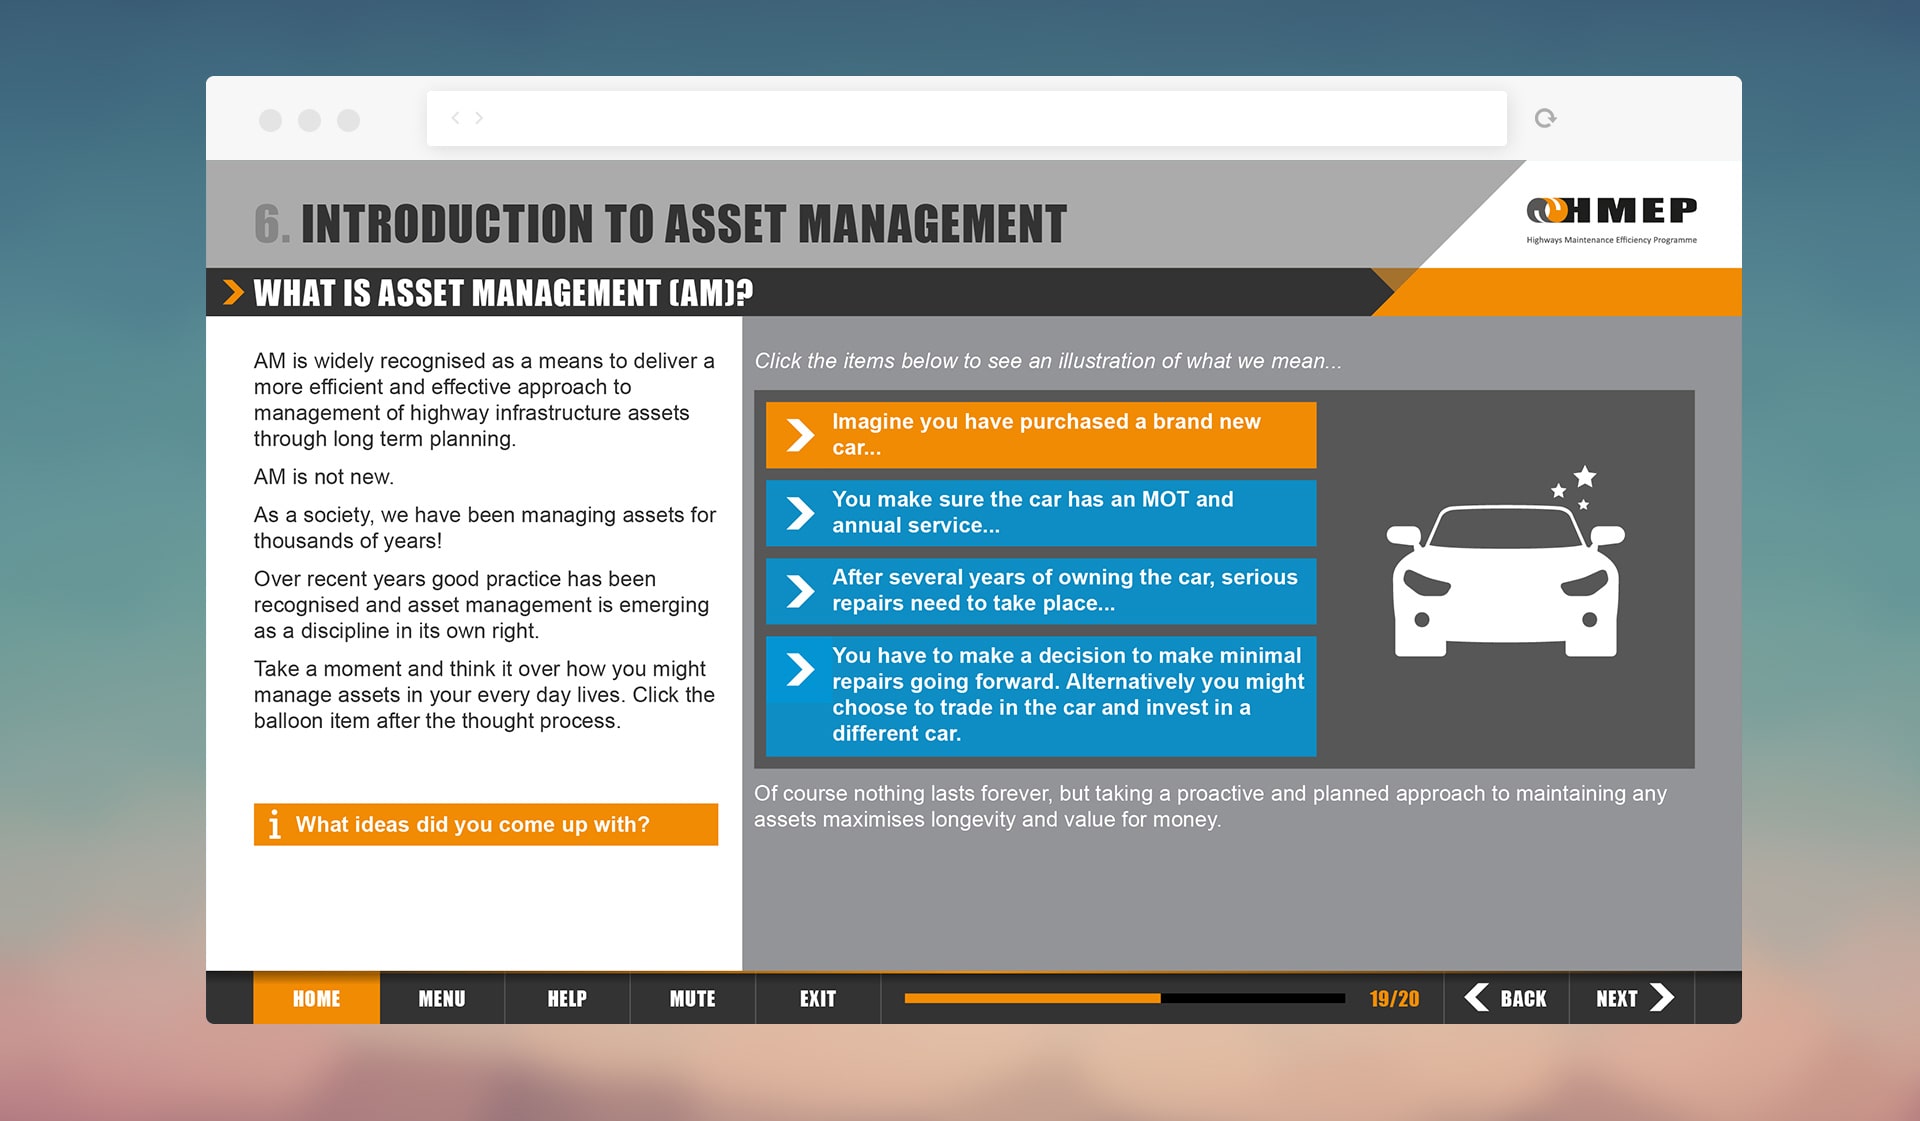 6. INTRODUCTION TO ASSET MANAGEMENT
HMEP
Highways Maintenance Efficiency Programme
WHAT IS ASSET MANAGEMENT (AM)?
AM is widely recognised as a means to deliver a
more efficient and effective approach to
management of highway infrastructure assets
through long term planning.
AM is not new.
As a society, we have been managing assets for
thousands of years!
Over recent years good practice has been
recognised and asset management is emerging
as a discipline in its own right.
Take a moment and think it over how you might
manage assets in your every day lives. Click the
balloon item after the thought process.
i What ideas did you come up with?
Click the items below to see an illustration of what we mean...
Imagine you have purchased a brand new
car...
You make sure the car has an MOT and
annual service...
After several years of owning the car, serious
repairs need to take place...
You have to make a decision to make minimal
repairs going forward. Alternatively you might
choose to trade in the car and invest in a
different car.
Of course nothing lasts forever, but taking a proactive and planned approach to maintaining any
assets maximises longevity and value for money.
HOME MENU HELP MUTE EXIT 19/20 BACK NEXT